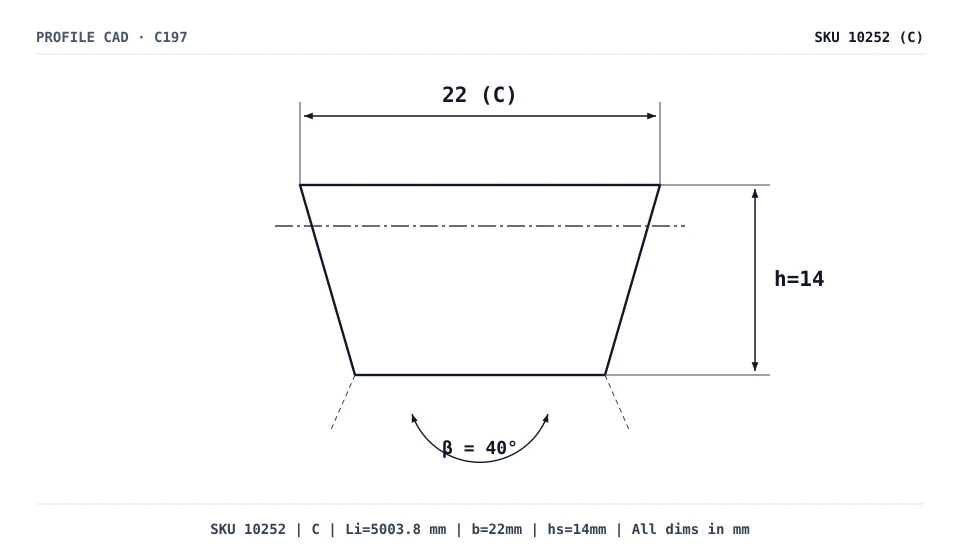 PROFILE CAD · C197
SKU 10252 (C)
22 (C)
h=14
β = 40°
SKU 10252 | C | Li=5003.8 mm | b=22mm | hs=14mm | All dims in mm